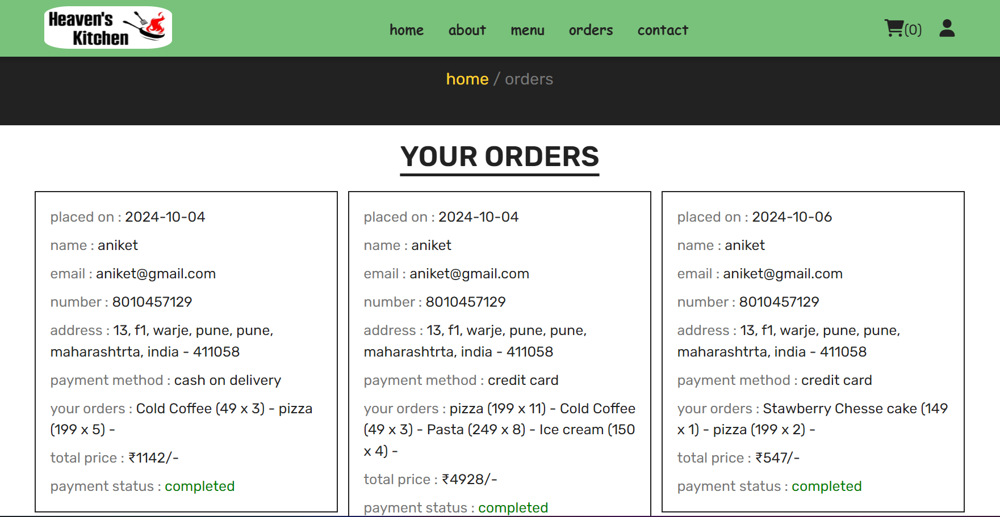 Heaven's
Kitchen
home about menu orders contact
(0)
home / orders
YOUR ORDERS
placed on : 2024-10-04
name : aniket
email : aniket@gmail.com
number : 8010457129
address : 13, f1, warje, pune, pune,
maharashtrta, india - 411058
payment method : cash on delivery
your orders : Cold Coffee (49 x 3) - pizza
(199 x 5) -
total price : ₹1142/-
payment status : completed
placed on : 2024-10-04
name : aniket
email : aniket@gmail.com
number : 8010457129
address : 13, f1, warje, pune, pune,
maharashtrta, india - 411058
payment method : credit card
your orders : pizza (199 x 11) - Cold Coffee
(49 x 3) - Pasta (249 x 8) - Ice cream (150
x 4) -
total price : ₹4928/-
payment status : completed
placed on : 2024-10-06
name : aniket
email : aniket@gmail.com
number : 8010457129
address : 13, f1, warje, pune, pune,
maharashtrta, india - 411058
payment method : credit card
your orders : Stawberry Chesse cake (149
x 1) - pizza (199 x 2) -
total price : ₹547/-
payment status : completed